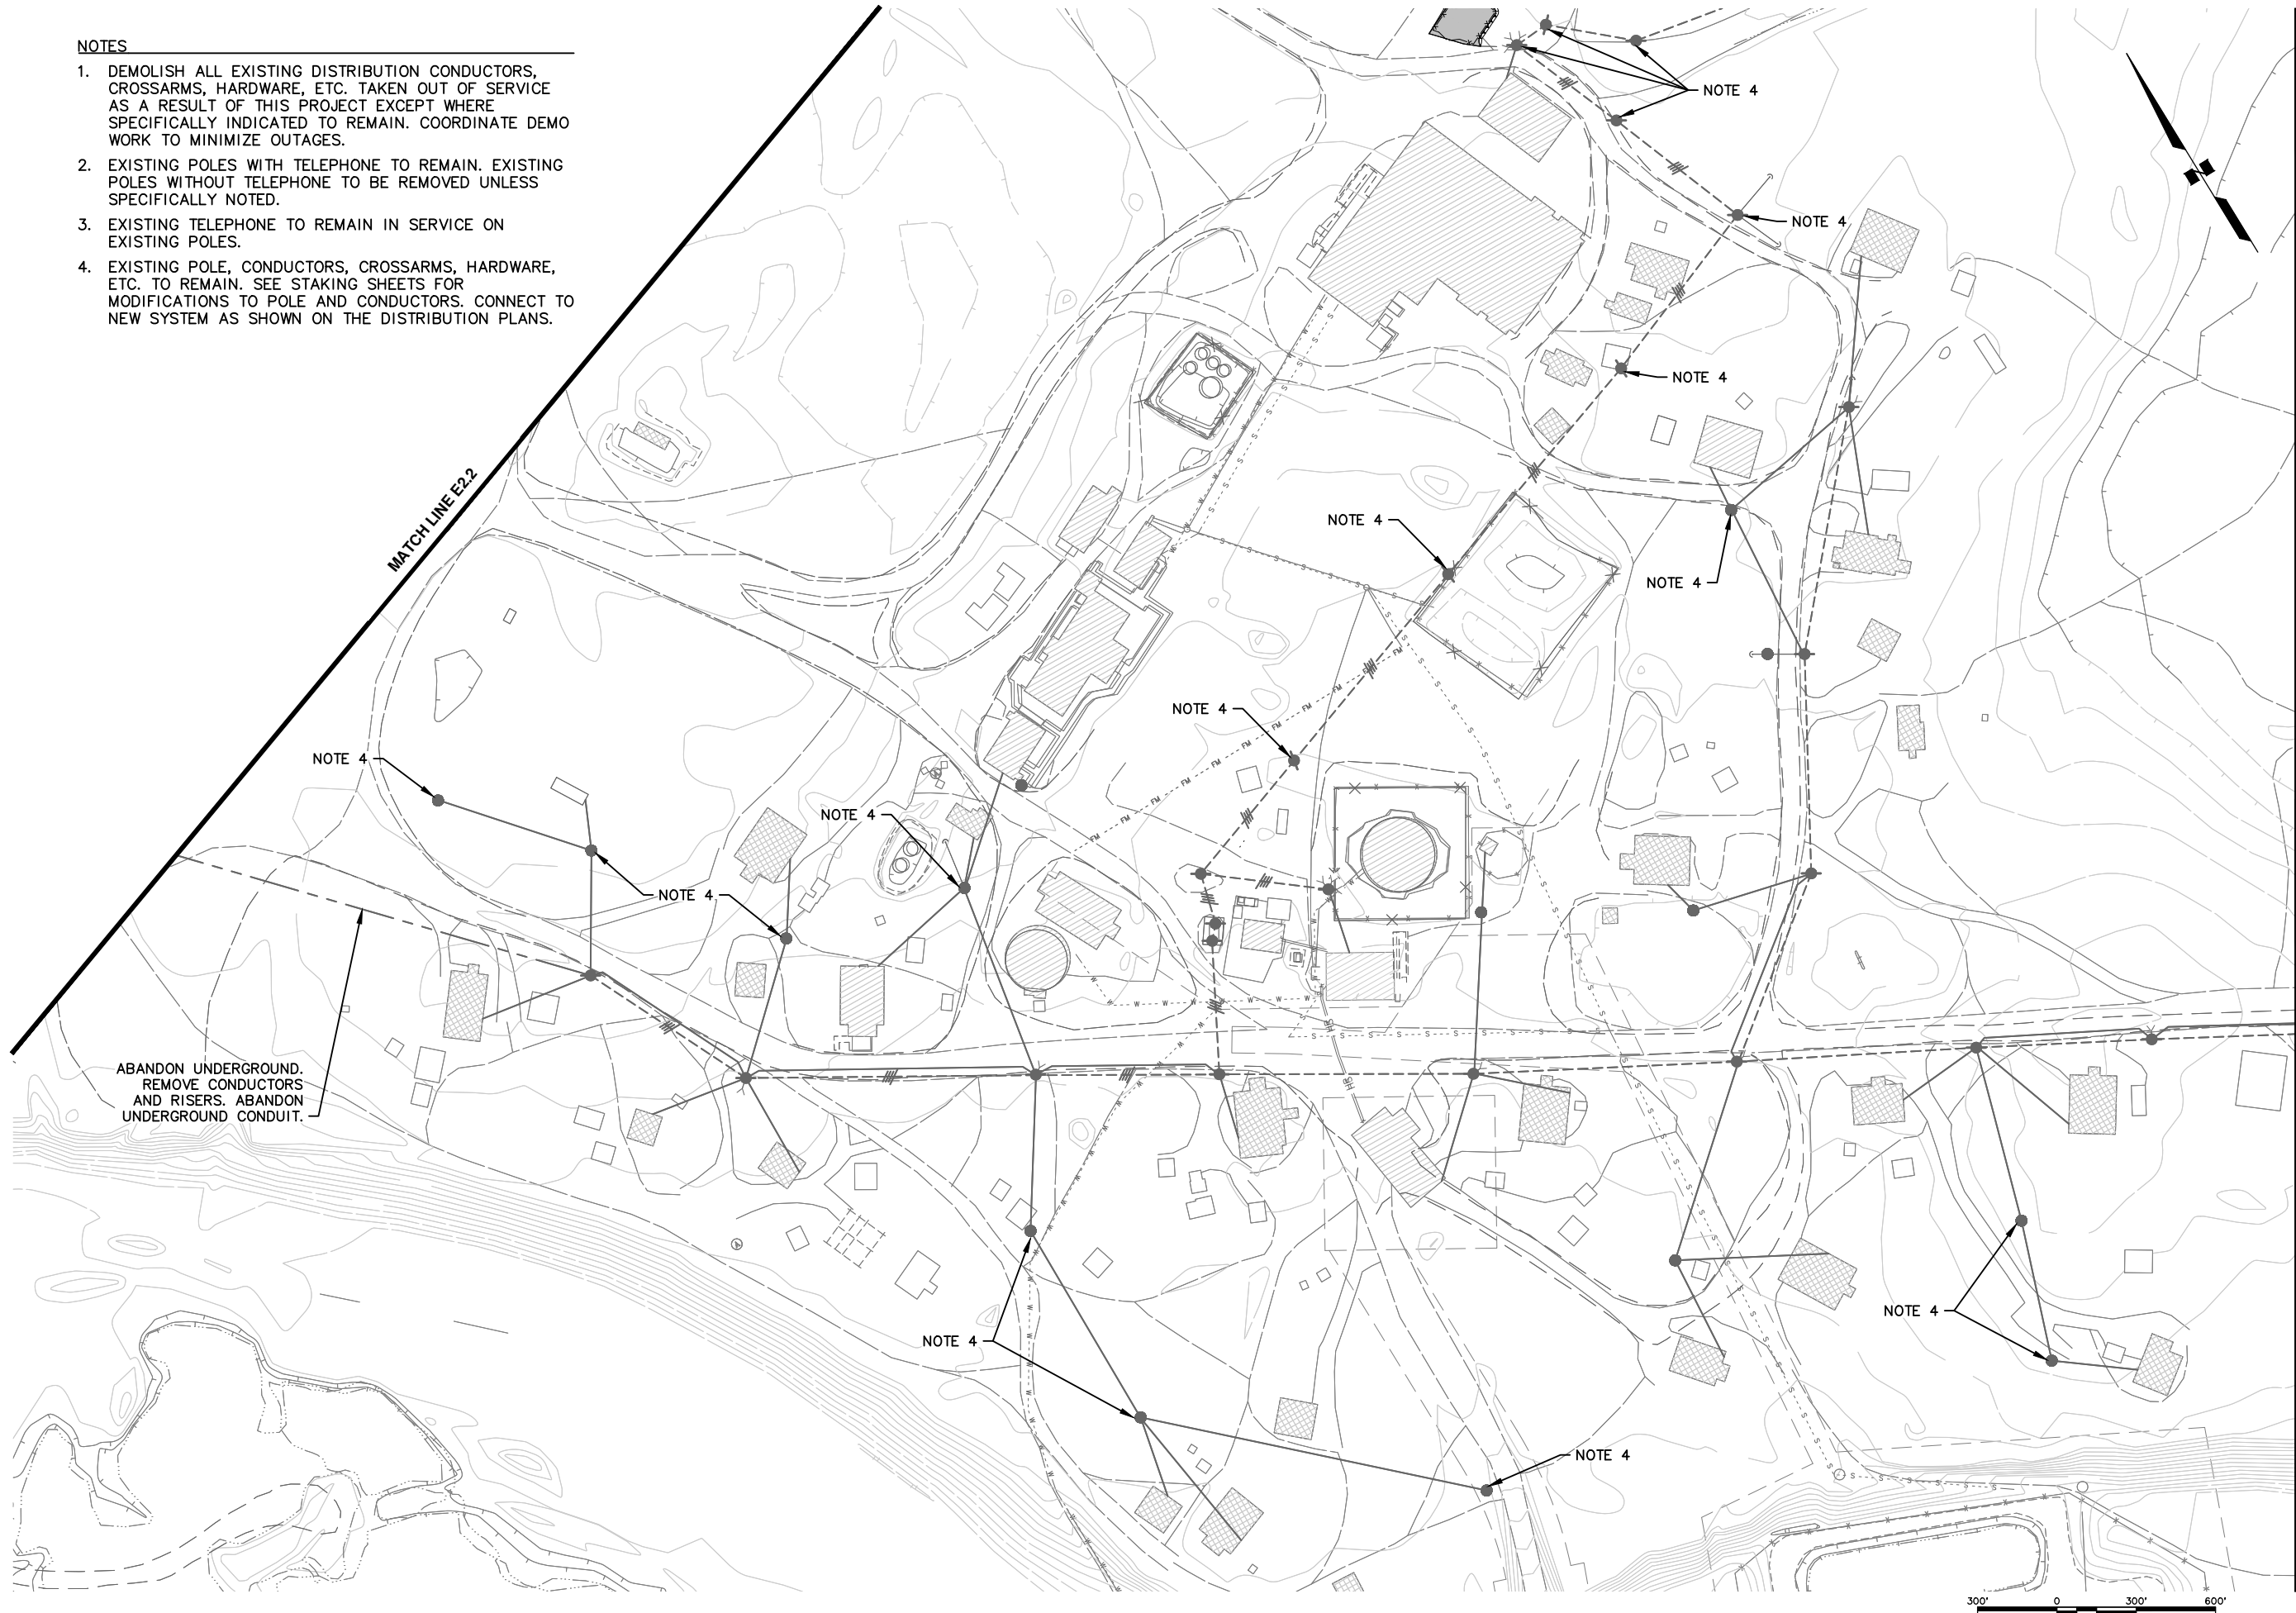 NOTES
1. DEMOLISH ALL EXISTING DISTRIBUTION CONDUCTORS,
CROSSARMS, HARDWARE, ETC. TAKEN OUT OF SERVICE
AS A RESULT OF THIS PROJECT EXCEPT WHERE
SPECIFICALLY INDICATED TO REMAIN. COORDINATE DEMO
WORK TO MINIMIZE OUTAGES.
2. EXISTING POLES WITH TELEPHONE TO REMAIN. EXISTING
POLES WITHOUT TELEPHONE TO BE REMOVED UNLESS
SPECIFICALLY NOTED.
3. EXISTING TELEPHONE TO REMAIN IN SERVICE ON
EXISTING POLES.
4. EXISTING POLE, CONDUCTORS, CROSSARMS, HARDWARE,
ETC. TO REMAIN. SEE STAKING SHEETS FOR
MODIFICATIONS TO POLE AND CONDUCTORS. CONNECT TO
NEW SYSTEM AS SHOWN ON THE DISTRIBUTION PLANS.
NOTE 4
NOTE 4
NOTE 4
MATCH LINE E2.2
NOTE 4
NOTE 4
NOTE 4
NOTE 4
NOTE 4
NOTE 4
ABANDON UNDERGROUND.
REMOVE CONDUCTORS
AND RISERS. ABANDON
UNDERGROUND CONDUIT.
NOTE 4
NOTE 4
NOTE 4
300' 0 300' 600'